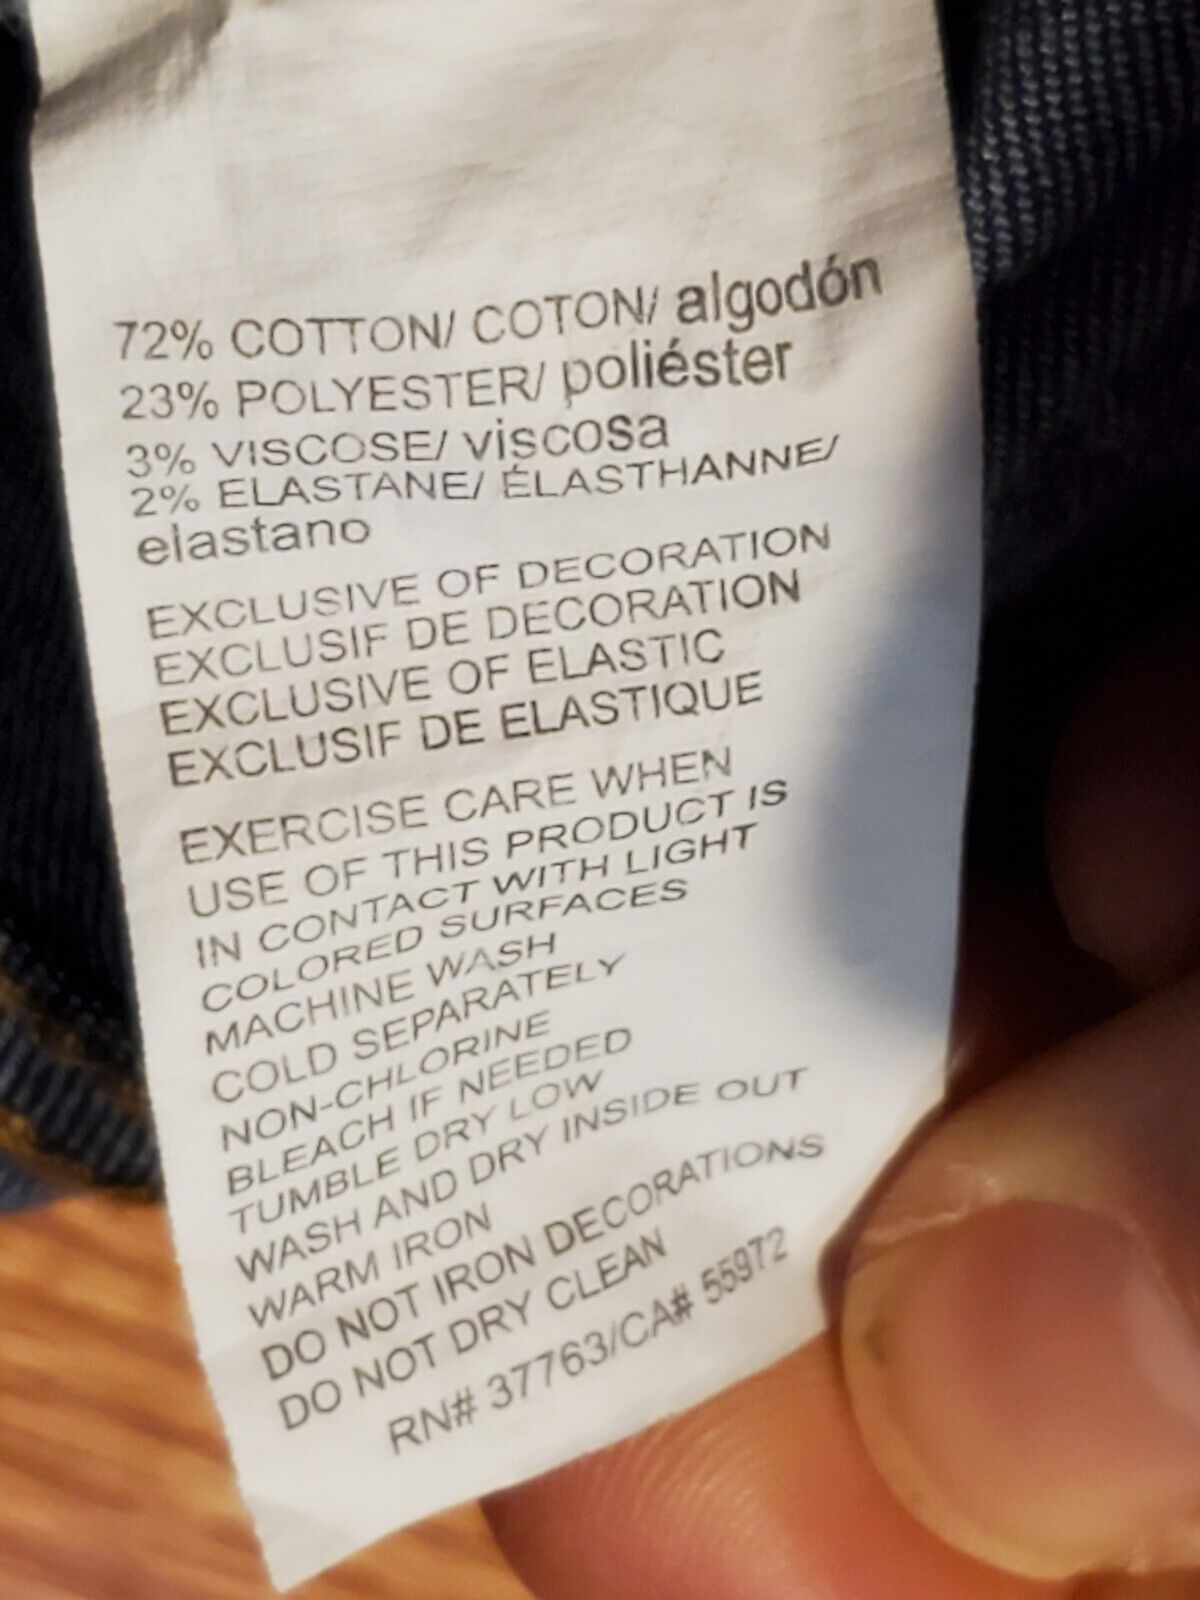 72% COTTON/ COTON/ algodón
23% POLYESTER/ poliéster
3% VISCOSE/ viscosa
2% ELASTANE/ ÉLASTHANNE/
elastano
EXCLUSIVE OF DECORATION
EXCLUSIF DE DECORATION
EXCLUSIVE OF ELASTIC
EXCLUSIF DE ELASTIQUE
EXERCISE CARE WHEN
USE OF THIS PRODUCT IS
IN CONTACT WITH LIGHT
COLORED SURFACES
MACHINE WASH
COLD SEPARATELY
NON-CHLORINE
BLEACH IF NEEDED
TUMBLE DRY LOW
WASH AND DRY INSIDE OUT
WARM IRON
DO NOT IRON DECORATIONS
DO NOT DRY CLEAN
RN# 37763/CA# 55972